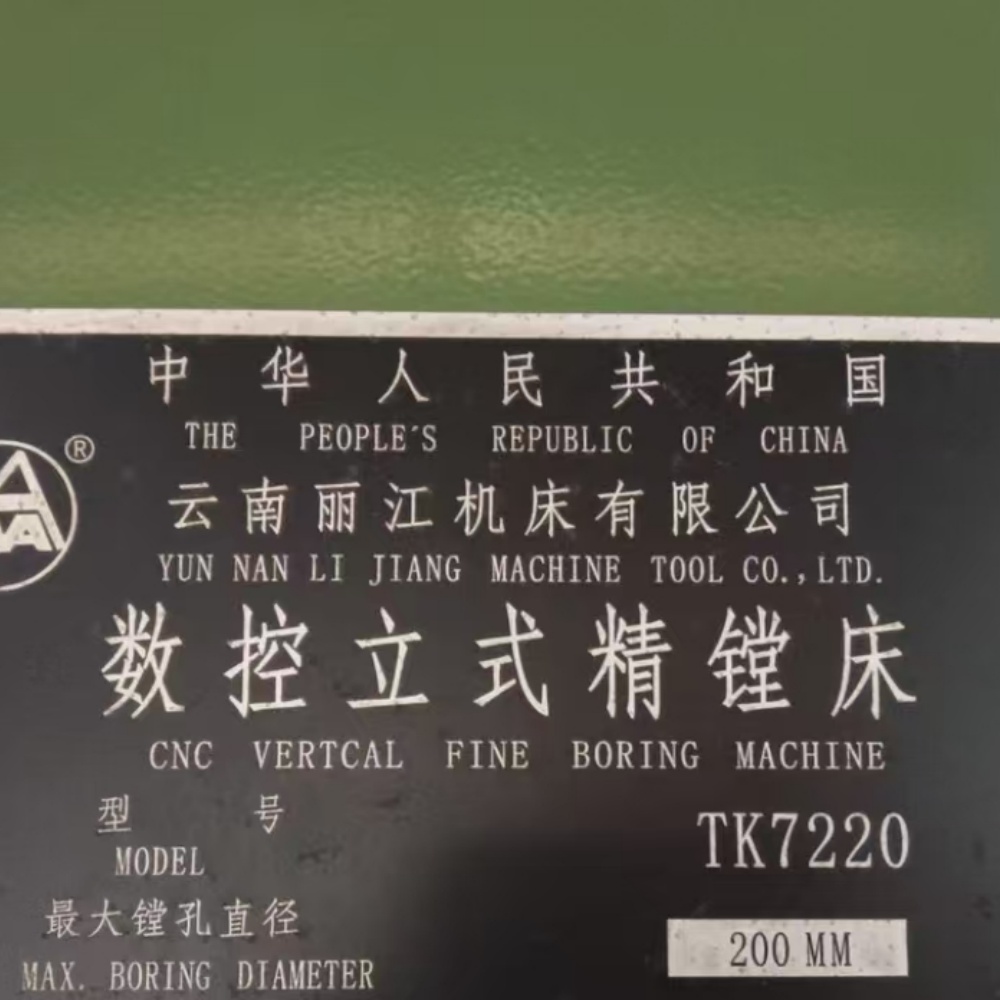 中华人民共和国
THE PEOPLE'S REPUBLIC OF CHINA
®
云南丽江机床有限公司
YUN NAN LI JIANG MACHINE TOOL CO.,LTD.
数控立式精镗床
CNC VERTCAL FINE BORING MACHINE
型号
MODEL
TK7220
最大镗孔直径
MAX. BORING DIAMETER
200 MM